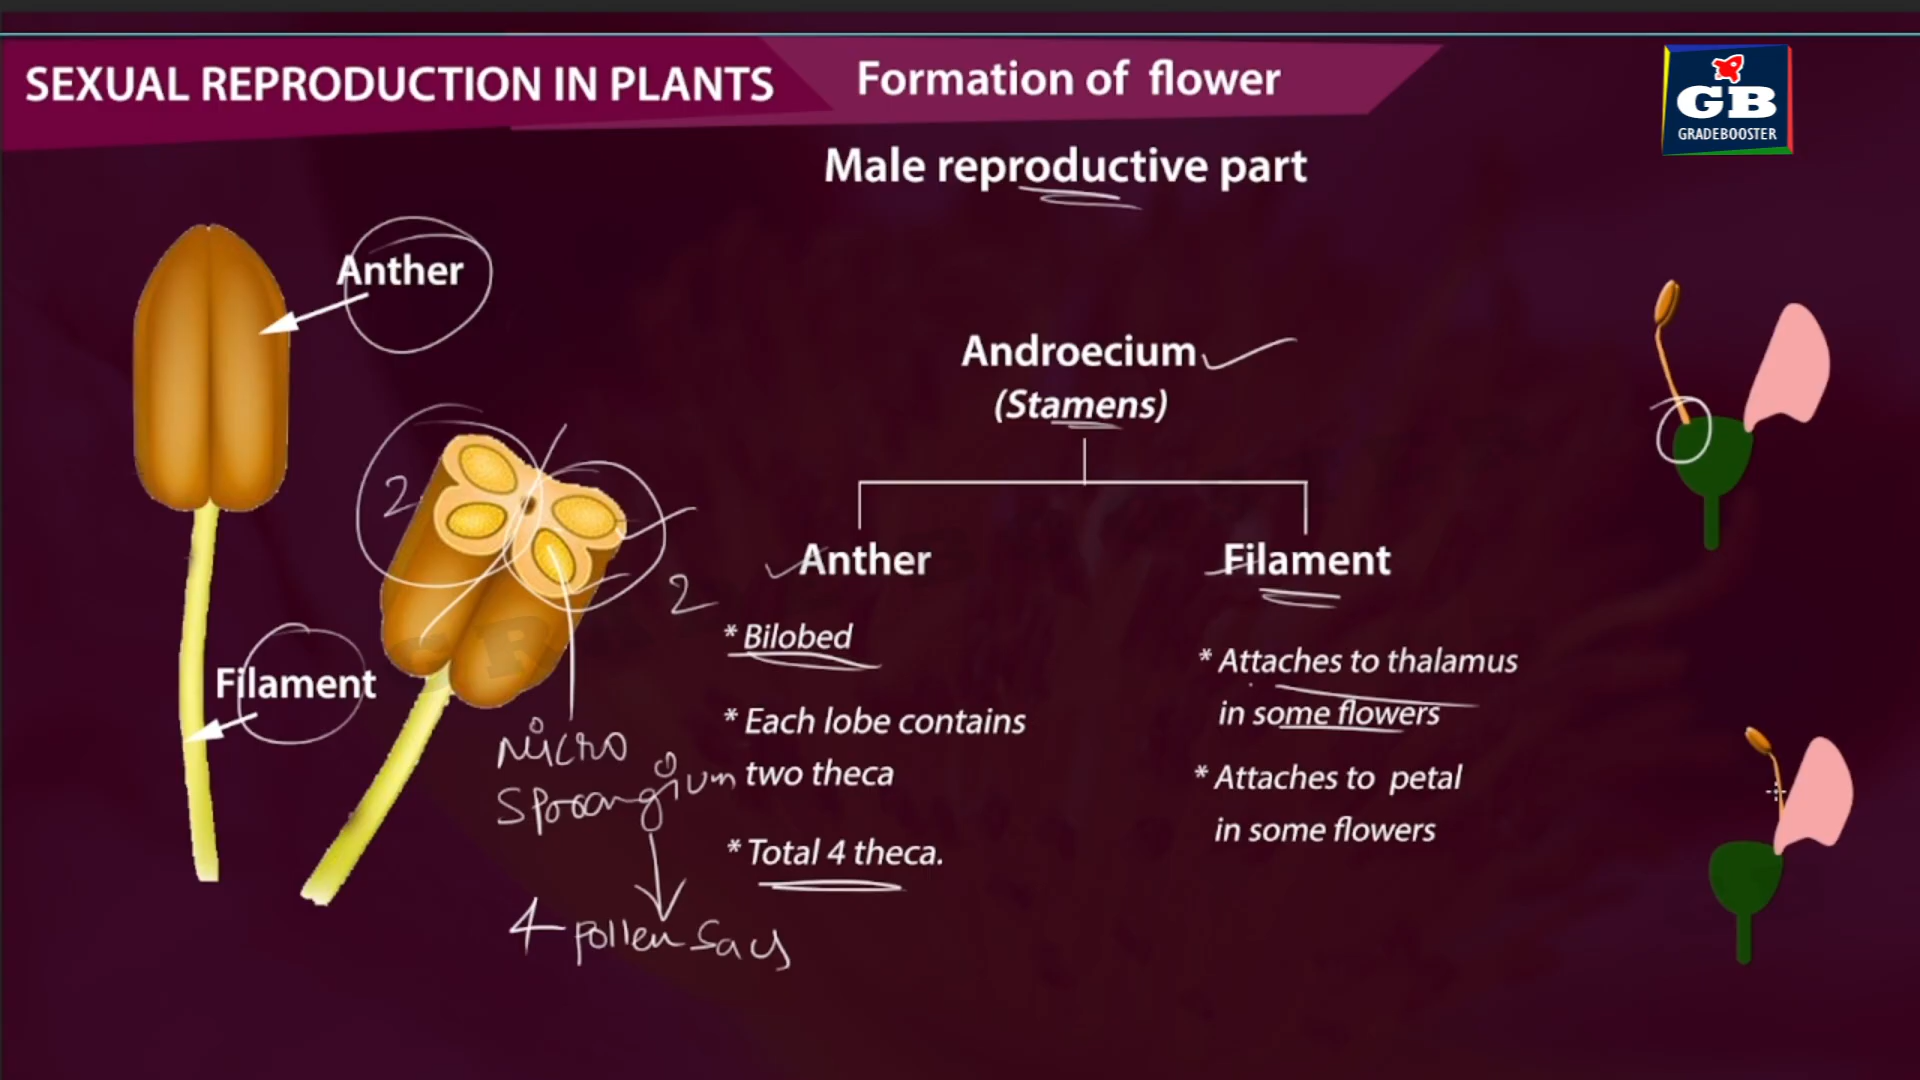 SEXUAL REPRODUCTION IN PLANTS
Formation of flower
GB
GRADEBOOSTER
Male reproductive part
Anther
Androecium
(Stamens)
2
2
Anther
Filament
* Bilobed
* Each lobe contains
two theca
* Total 4 theca.
* Attaches to thalamus
in some flowers
* Attaches to petal
in some flowers
Filament
Micro
Sporangium
4 pollen Sacs